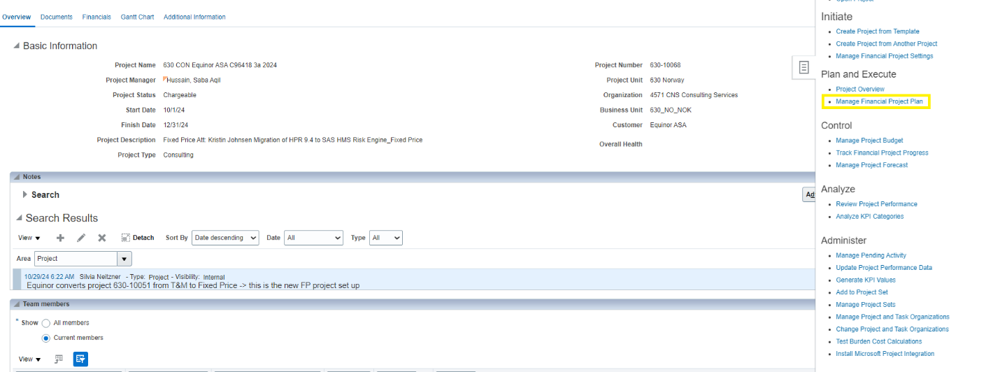 Overview Documents Financials Gantt Chart Additional Information
Basic Information
Project Name 630 CON Equinor ASA C96418 3a 2024
Project Manager Hussain, Saba Aqil
Project Status Chargeable
Start Date 10/1/24
Finish Date 12/31/24
Project Description Fixed Price Att: Kristin Johnsen Migration of HPR 9.4 to SAS HMS Risk Engine_Fixed Price
Project Type Consulting
Project Number 630-10068
Project Unit 630 Norway
Organization 4571 CNS Consulting Services
Business Unit 630_NO_NOK
Customer Equinor ASA
Overall Health
Notes
Search
Search Results
View Detach Sort By Date descending Date All Type All
Area Project
10/29/24 6:22 AM Silvia Neitzner - Type: Project - Visibility: Internal
Equinor converts project 630-10051 from T&M to Fixed Price -> this is the new FP project set up
Team members
* Show All members
Current members
View
Initiate
Create Project from Template
Create Project from Another Project
Manage Financial Project Settings
Plan and Execute
Project Overview
Manage Financial Project Plan
Control
Manage Project Budget
Track Financial Project Progress
Manage Project Forecast
Analyze
Review Project Performance
Analyze KPI Categories
Administer
Manage Pending Activity
Update Project Performance Data
Generate KPI Values
Add to Project Set
Manage Project Sets
Manage Project and Task Organizations
Change Project and Task Organizations
Test Burden Cost Calculations
Install Microsoft Project Integration